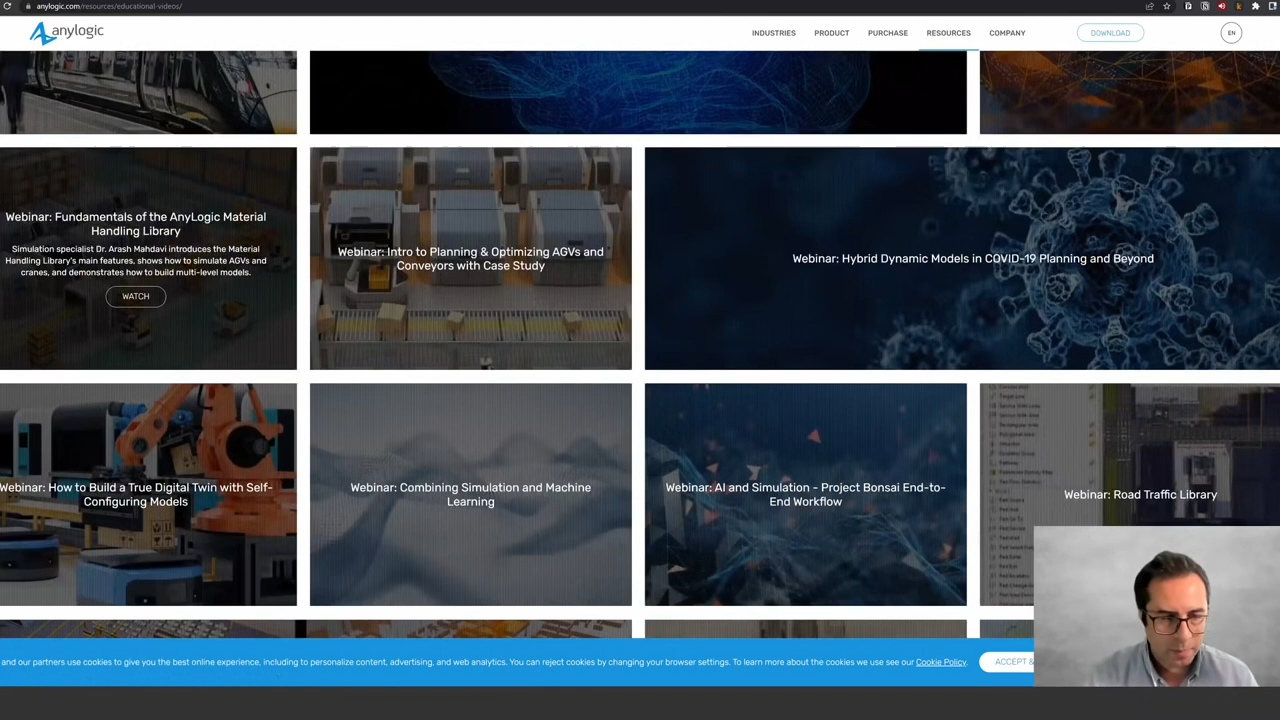 anylogic.com/resources/educational-videos/
anylogic
INDUSTRIES
PRODUCT
PURCHASE
RESOURCES
COMPANY
DOWNLOAD
EN
Webinar: Fundamentals of the AnyLogic Material
Handling Library
Simulation specialist Dr. Arash Mahdavi introduces the Material
Handling Library's main features, shows how to simulate AGVs and
cranes, and demonstrates how to build multi-level models.
WATCH
Webinar: Intro to Planning & Optimizing AGVs and
Conveyors with Case Study
Webinar: Hybrid Dynamic Models in COVID-19 Planning and Beyond
Webinar: How to Build a True Digital Twin with Self-
Configuring Models
Webinar: Combining Simulation and Machine
Learning
Webinar: AI and Simulation - Project Bonsai End-to-
End Workflow
Webinar: Road Traffic Library
and our partners use cookies to give you the best online experience, including to personalize content, advertising, and web analytics. You can reject cookies by changing your browser settings. To learn more about the cookies we use see our Cookie Policy.
ACCEPT &